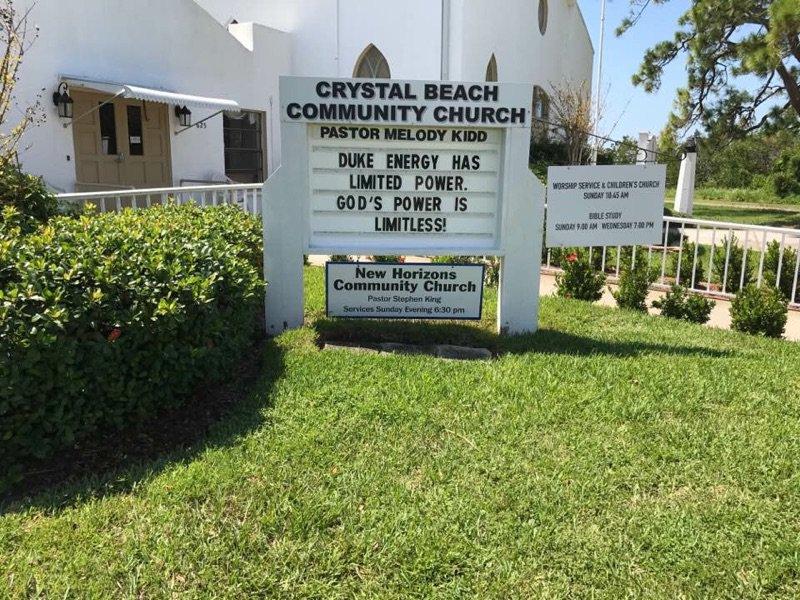 CRYSTAL BEACH
COMMUNITY CHURCH
PASTOR MELODY KIDD
DUKE ENERGY HAS
LIMITED POWER.
GOD'S POWER IS
LIMITLESS!
New Horizons
Community Church
Pastor Stephen King
Services Sunday Evening 6:30 pm
WORSHIP SERVICE & CHILDREN'S CHURCH
SUNDAY 10:45 AM
BIBLE STUDY
SUNDAY 9:00 AM WEDNESDAY 7:00 PM
625